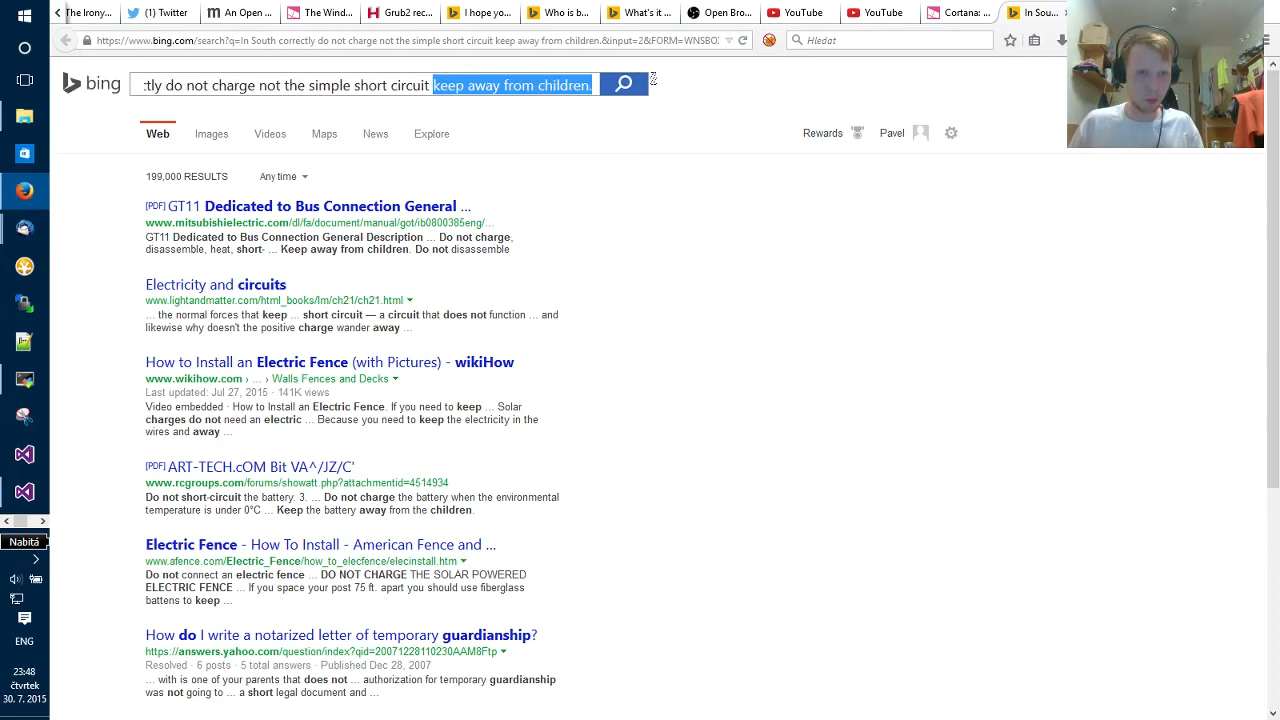 (1) Twitter
An Open ...
The Wind...
Grub2 rec...
I hope yo...
Who is b...
What's it ...
Open Bro...
YouTube
YouTube
Cortana: ...
In Sou...
https://www.bing.com/search?q=In South correctly do not charge not the simple short circuit keep away from children.&input=2&FORM=WNSBO
Hledat
bing
:tly do not charge not the simple short circuit keep away from children.
Web
Images
Videos
Maps
News
Explore
Rewards
Pavel
199,000 RESULTS
Any time
[PDF] GT11 Dedicated to Bus Connection General ...
www.mitsubishielectric.com/dl/fa/document/manual/got/ib0800385eng/...
GT11 Dedicated to Bus Connection General Description ... Do not charge,
disassemble, heat, short- ... Keep away from children. Do not disassemble
Electricity and circuits
www.lightandmatter.com/html_books/lm/ch21/ch21.html
... the normal forces that keep ... short circuit — a circuit that does not function ... and
likewise why doesn't the positive charge wander away ...
How to Install an Electric Fence (with Pictures) - wikiHow
www.wikihow.com › ... › Walls Fences and Decks
Last updated: Jul 27, 2015 · 141K views
Video embedded · How to Install an Electric Fence. If you need to keep ... Solar
charges do not need an electric ... Because you need to keep the electricity in the
wires and away ...
[PDF] ART-TECH.cOM Bit VA^/JZ/C'
www.rcgroups.com/forums/showatt.php?attachmentid=4514934
Do not short-circuit the battery. 3. ... Do not charge the battery when the environmental
temperature is under 0°C ... Keep the battery away from the children.
Electric Fence - How To Install - American Fence and ...
www.afence.com/Electric_Fence/how_to_elecfence/elecinstall.htm
Do not connect an electric fence ... DO NOT CHARGE THE SOLAR POWERED
ELECTRIC FENCE ... If you space your post 75 ft. apart you should use fiberglass
battens to keep ...
How do I write a notarized letter of temporary guardianship?
https://answers.yahoo.com/question/index?qid=20071228110230AAM8Ftp
Resolved · 6 posts · 5 total answers · Published Dec 28, 2007
... with is one of your parents that does not ... authorization for temporary guardianship
was not going to ... a short legal document and ...
Nabitá
ENG
23:48
čtvrtek
30. 7. 2015